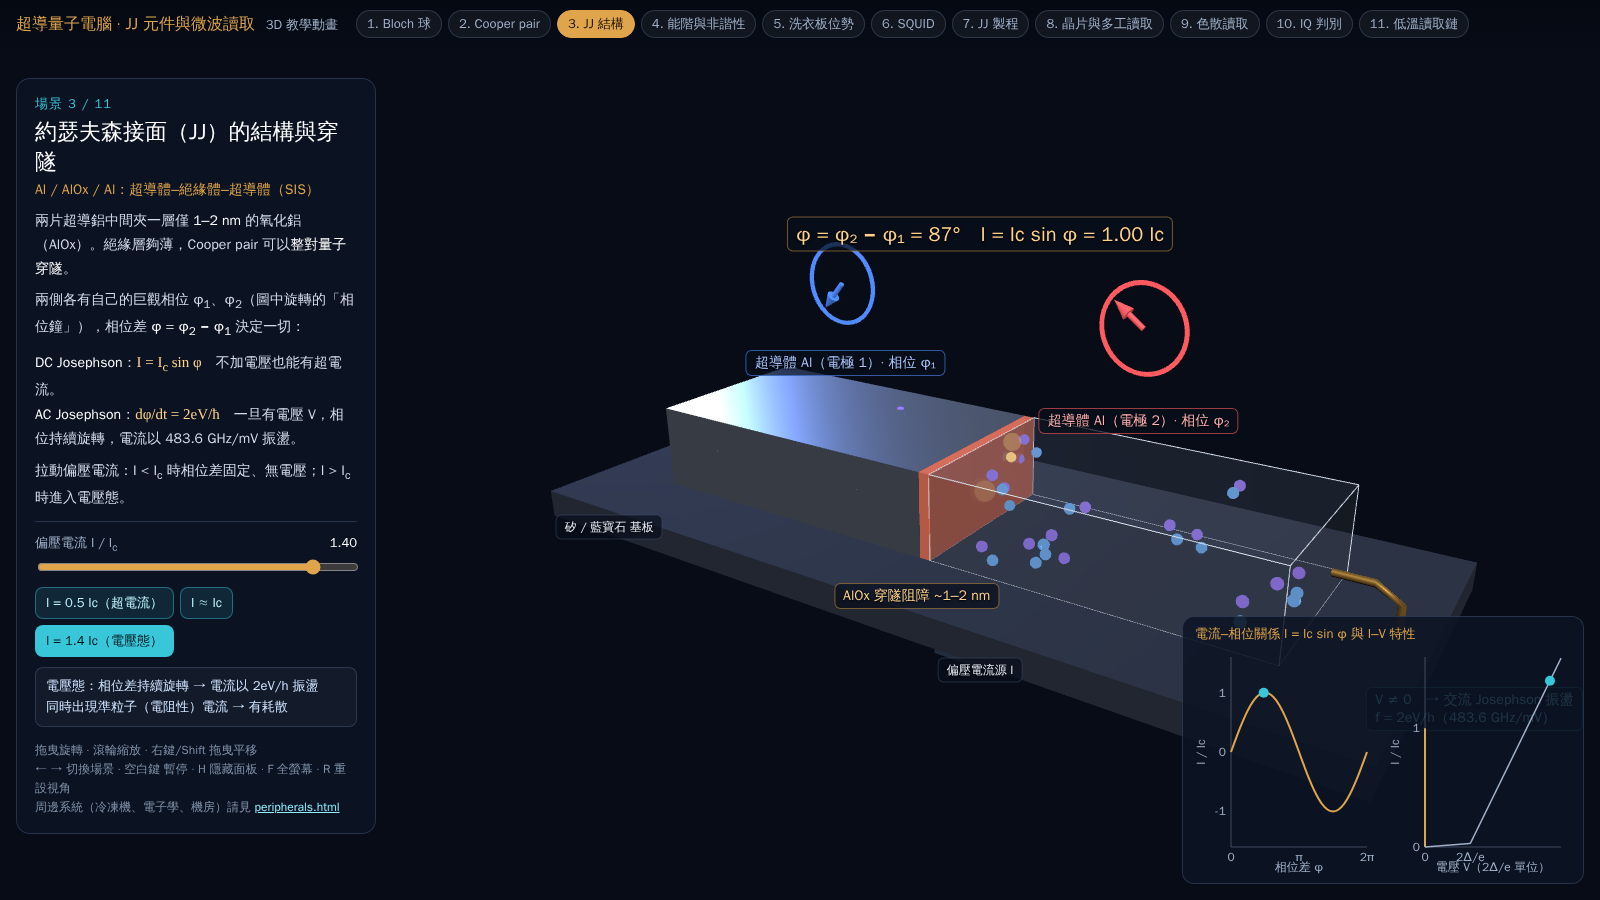 超導量子電腦 · JJ 元件與微波讀取 3D 教學動畫
1. Bloch 球
2. Cooper pair
3. JJ 結構
4. 能階與非諧性
5. 洗衣板位勢
6. SQUID
7. JJ 製程
8. 晶片與多工讀取
9. 色散讀取
10. IQ 判別
11. 低溫讀取鏈
場景 3 / 11
約瑟夫森接面（JJ）的結構與穿
隧
Al / AlOx / Al：超導體–絕緣體–超導體（SIS）
兩片超導鋁中間夾一層僅 1–2 nm 的氧化鋁
（AlOx）。絕緣層夠薄，Cooper pair 可以整對量子
穿隧。
兩側各有自己的巨觀相位 φ₁、φ₂（圖中旋轉的「相
位鐘」），相位差 φ = φ₂ − φ₁ 決定一切：
DC Josephson：I = I_c sin φ 不加電壓也能有超電
流。
AC Josephson：dφ/dt = 2eV/ħ 一旦有電壓 V，相
位持續旋轉，電流以 483.6 GHz/mV 振盪。
拉動偏壓電流：I < I_c 時相位差固定、無電壓；I > I_c
時進入電壓態。
偏壓電流 I / I_c 1.40
I = 0.5 Ic（超電流）
I ≈ Ic
I = 1.4 Ic（電壓態）
電壓態：相位差持續旋轉 → 電流以 2eV/h 振盪
同時出現準粒子（電阻性）電流 → 有耗散
拖曳旋轉 · 滾輪縮放 · 右鍵/Shift 拖曳平移
← → 切換場景 · 空白鍵 暫停 · H 隱藏面板 · F 全螢幕 · R 重
設視角
周邊系統（冷凍機、電子學、機房）請見 peripherals.html
φ = φ₂ − φ₁ = 87° I = Ic sin φ = 1.00 Ic
超導體 Al（電極 1）· 相位 φ₁
超導體 Al（電極 2）· 相位 φ₂
矽 / 藍寶石 基板
AlOx 穿隧阻障 ~1–2 nm
偏壓電流源 I
電流–相位關係 I = Ic sin φ 與 I–V 特性
V ≠ 0 → 交流 Josephson 振盪
f = 2eV/h（483.6 GHz/mV）
I / Ic
1
0
-1
0
π
2π
相位差 φ
I / Ic
1
0
0
2Δ/e
電壓 V（2Δ/e 單位）